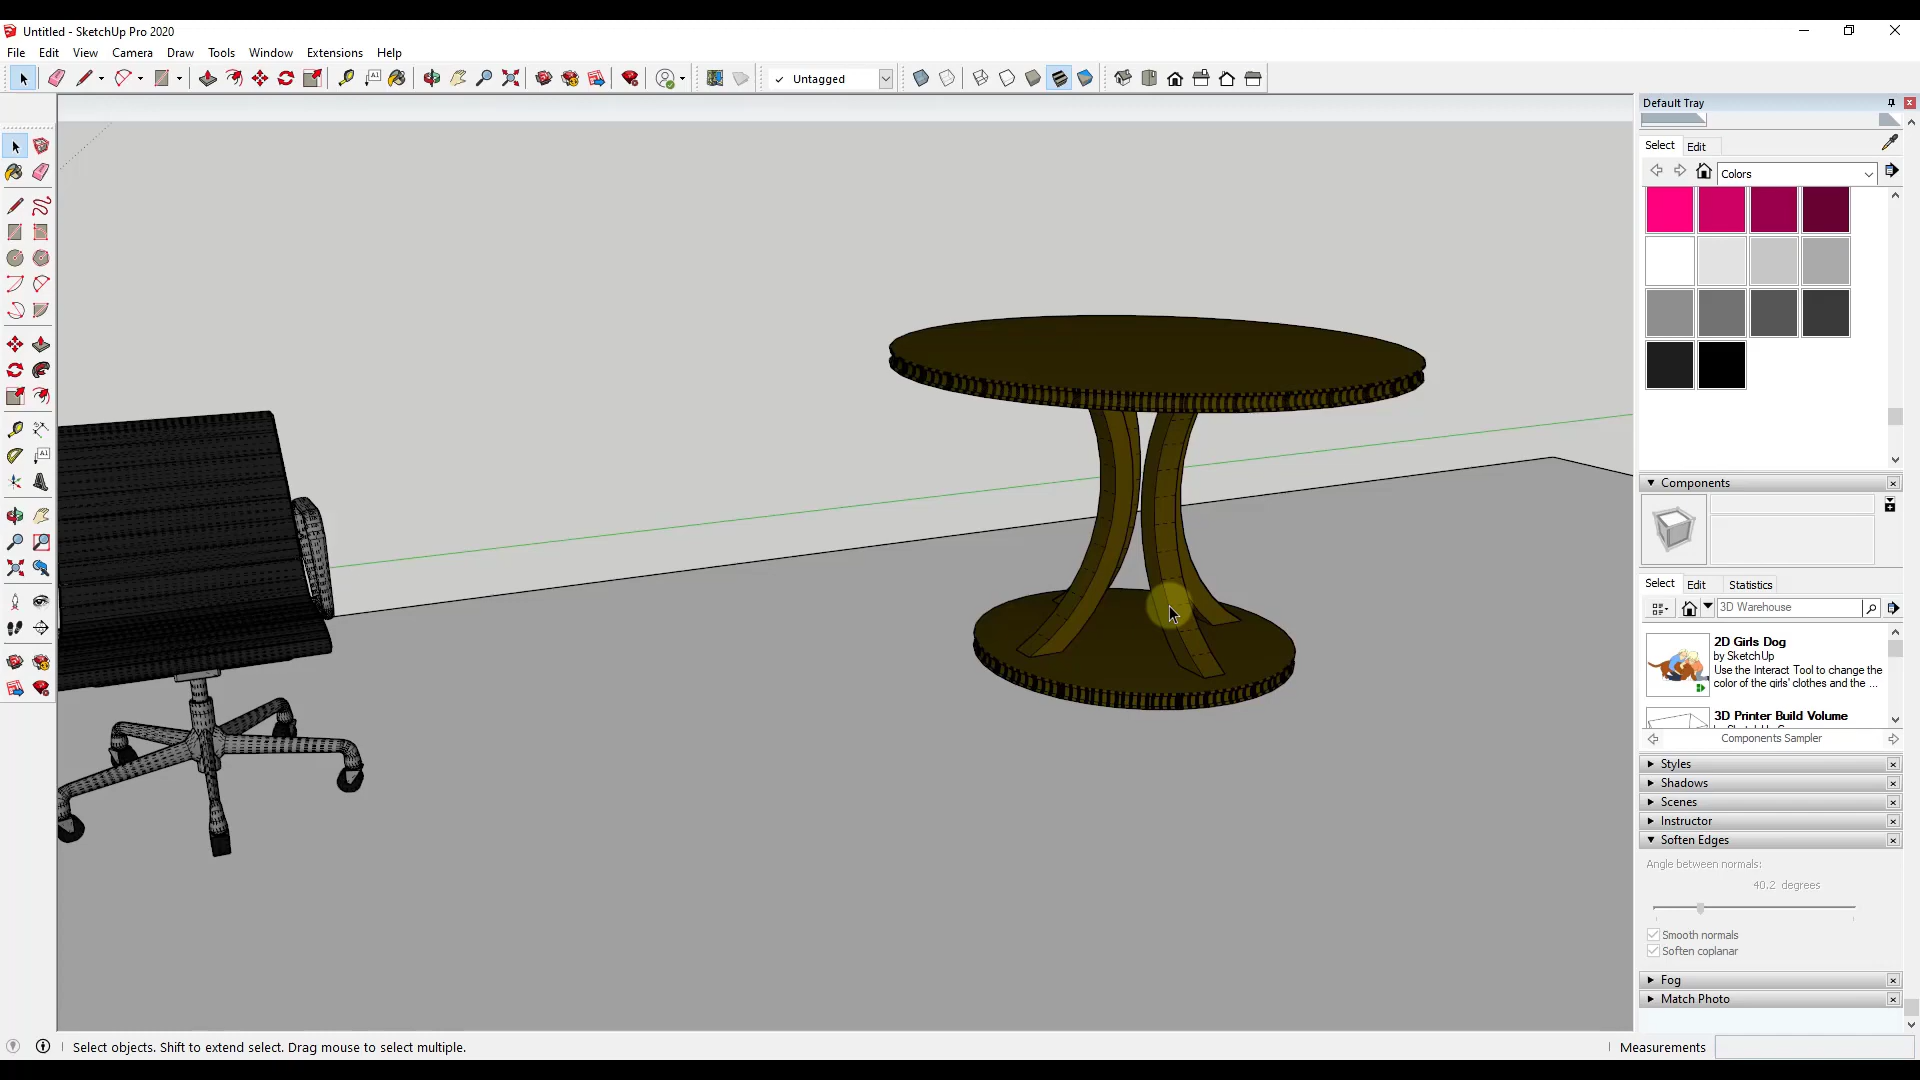 Untitled - SketchUp Pro 2020
File Edit View Camera Draw Tools Window Extensions Help
A1
✓ Untagged
Default Tray
Select Edit
Colors
A1
Components
Select Edit Statistics
3D Warehouse
2D Girls Dog
by SketchUp
Use the Interact Tool to change the
color of the girls' clothes and the ...
3D Printer Build Volume
Components Sampler
Styles
Shadows
Scenes
Instructor
Soften Edges
Angle between normals:
40.2 degrees
Smooth normals
Soften coplanar
Fog
Match Photo
Select objects. Shift to extend select. Drag mouse to select multiple.
Measurements